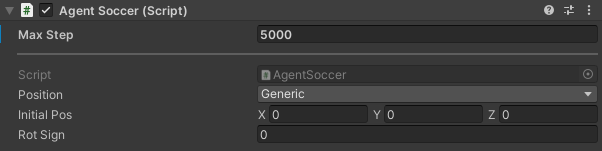 Agent Soccer (Script)
Max Step 5000
Script AgentSoccer
Position Generic
Initial Pos X 0 Y 0 Z 0
Rot Sign 0